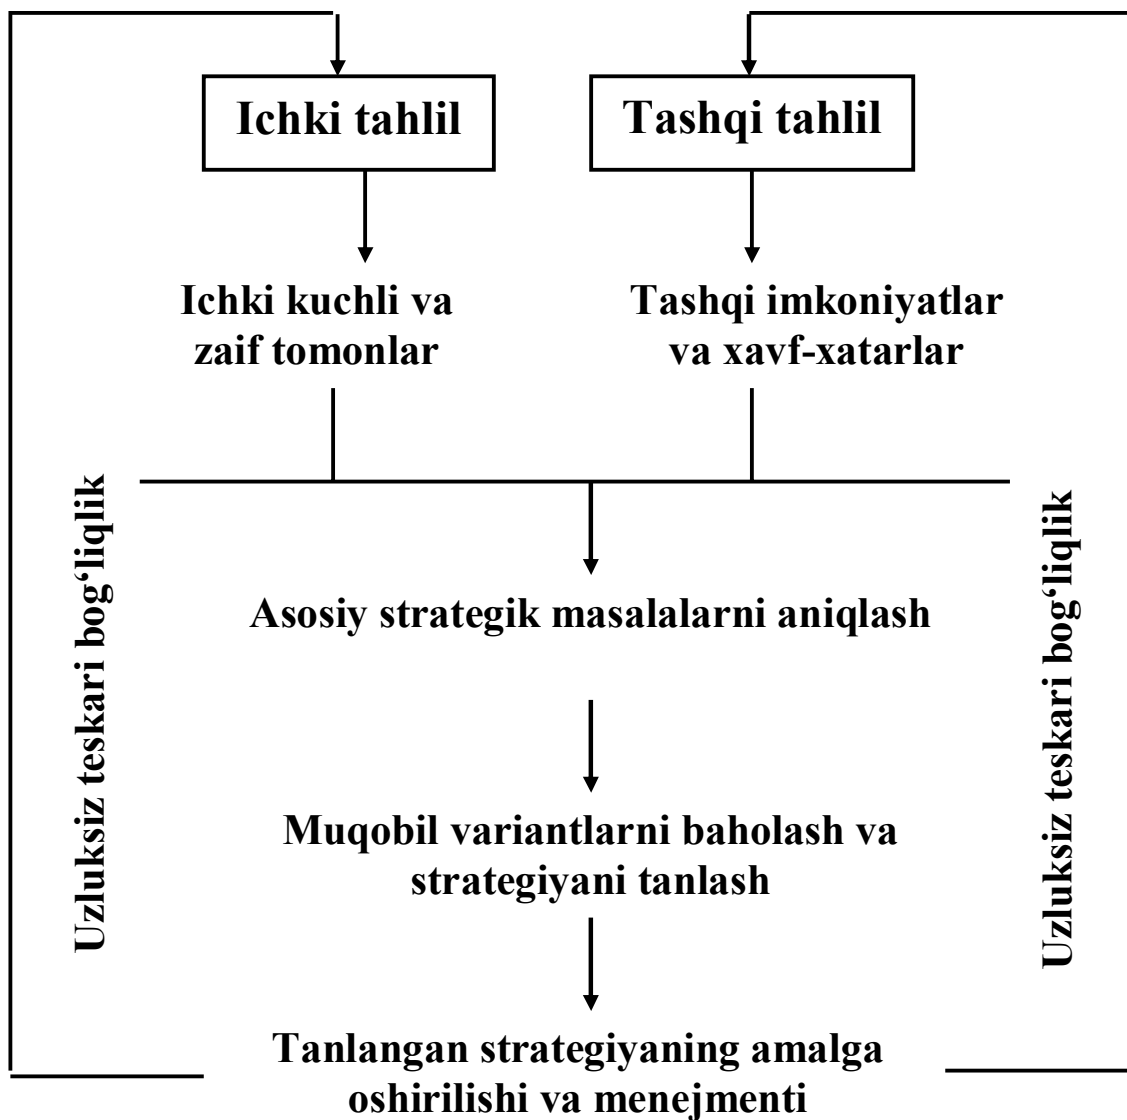 Ichki tahlil
Tashqi tahlil
Ichki kuchli va
zaif tomonlar
Tashqi imkoniyatlar
va xavf-xatarlar
Uzluksiz teskari bog‘liqlik
Uzluksiz teskari bog‘liqlik
Asosiy strategik masalalarni aniqlash
Muqobil variantlarni baholash va
strategiyani tanlash
Tanlangan strategiyaning amalga
oshirilishi va menejmenti